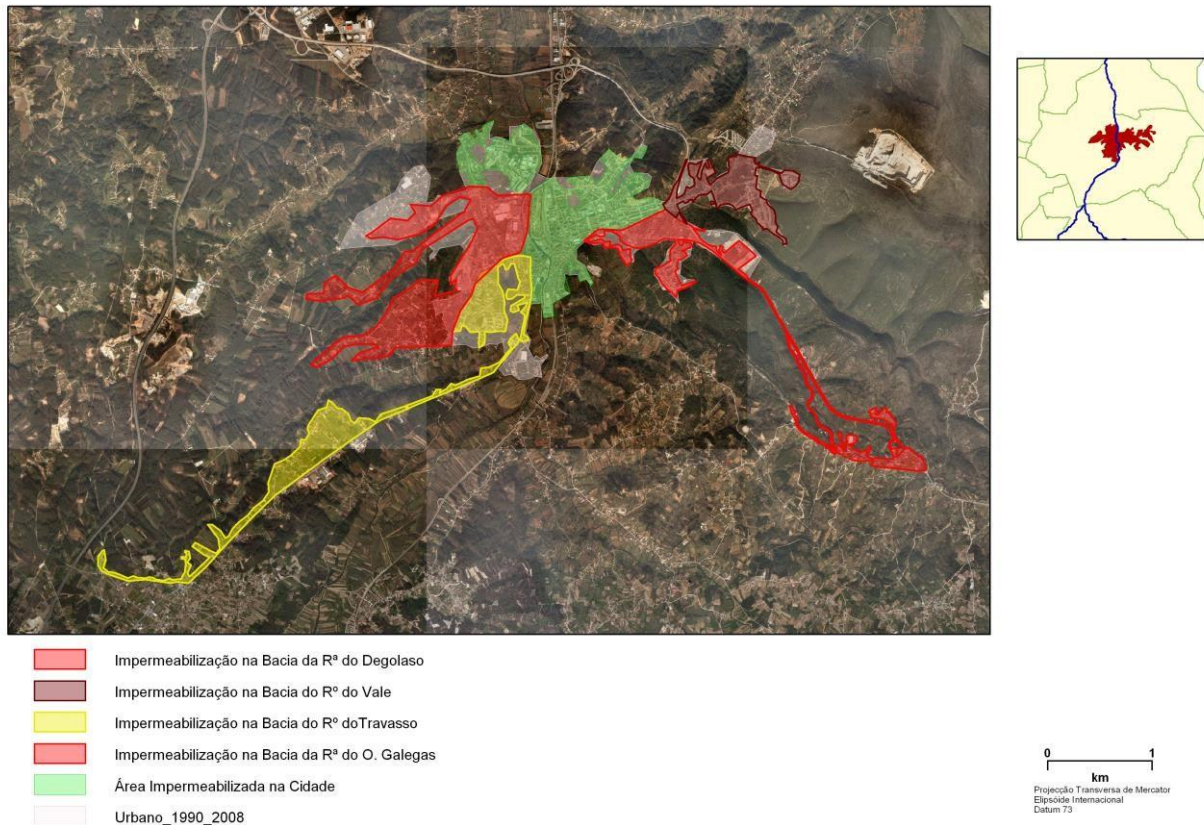 Impermeabilização na Bacia da Rª do Degolaso
Impermeabilização na Bacia do Rº do Vale
Impermeabilização na Bacia do Rº doTravasso
Impermeabilização na Bacia da Rª do O. Galegas
Área Impermeabilizada na Cidade
Urbano_1990_2008
0 1
km
Projecção Transversa de Mercator
Elipsóide Internacional
Datum 73